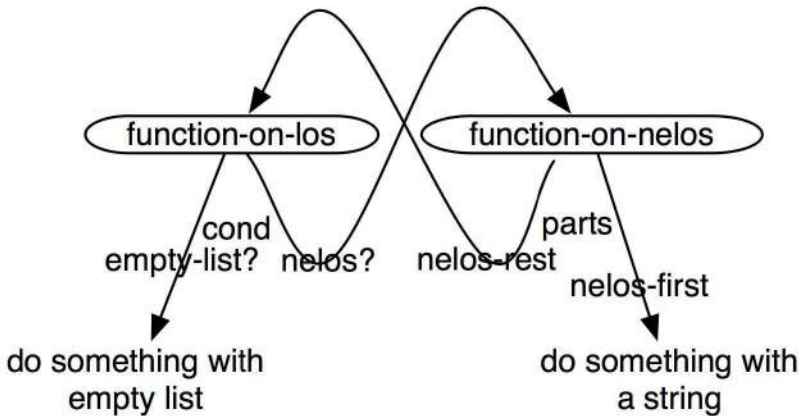 function-on-los
function-on-nelos
cond
parts
empty-list?
nelos?
nelos-rest
nelos-first
do something with
empty list
do something with
a string